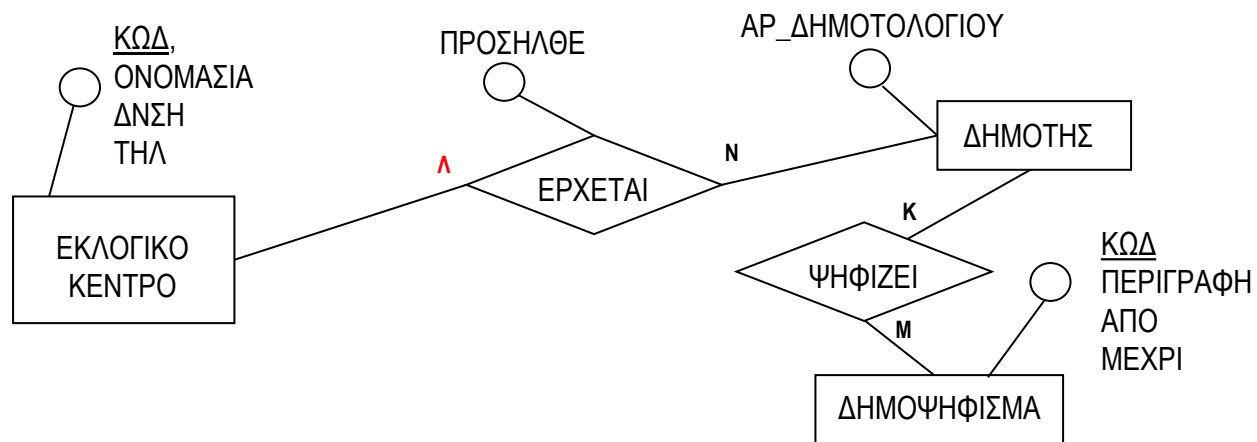 ΚΩΔ,
ΟΝΟΜΑΣΙΑ
ΔΝΣΗ
ΤΗΛ
ΠΡΟΣΗΛΘΕ
ΑΡ_ΔΗΜΟΤΟΛΟΓΙΟΥ
ΔΗΜΟΤΗΣ
Λ
ΕΡΧΕΤΑΙ
Ν
ΕΚΛΟΓΙΚΟ
ΚΕΝΤΡΟ
Κ
ΨΗΦΙΖΕΙ
Μ
ΚΩΔ
ΠΕΡΙΓΡΑΦΗ
ΑΠΟ
ΜΕΧΡΙ
ΔΗΜΟΨΗΦΙΣΜΑ